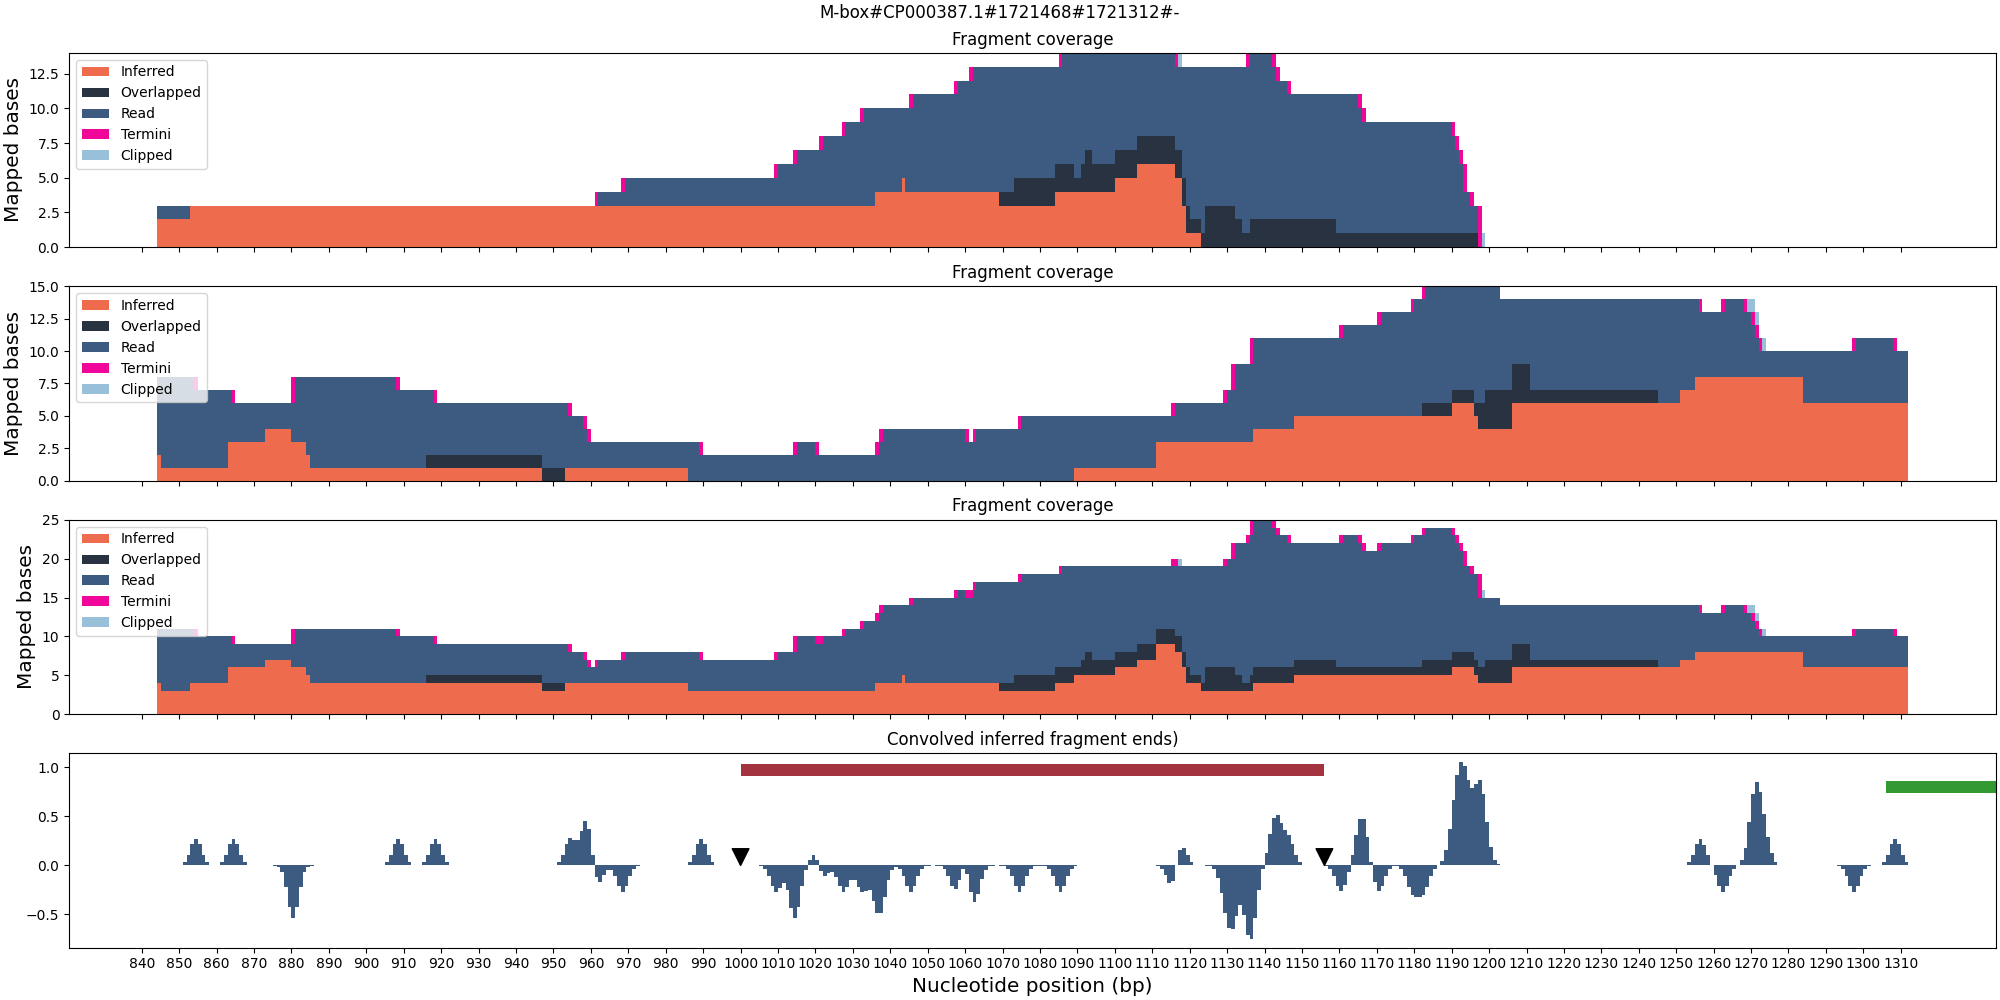 M-box#CP000387.1#1721468#1721312#-
Fragment coverage
Mapped bases
12.5
10.0
7.5
5.0
2.5
0.0
Inferred
Overlapped
Read
Termini
Clipped
Fragment coverage
Mapped bases
15.0
12.5
10.0
7.5
5.0
2.5
0.0
Inferred
Overlapped
Read
Termini
Clipped
Fragment coverage
Mapped bases
25
20
15
10
5
0
Inferred
Overlapped
Read
Termini
Clipped
Convolved inferred fragment ends)
1.0
0.5
0.0
−0.5
840 850 860 870 880 890 900 910 920 930 940 950 960 970 980 990 1000 1010 1020 1030 1040 1050 1060 1070 1080 1090 1100 1110 1120 1130 1140 1150 1160 1170 1180 1190 1200 1210 1220 1230 1240 1250 1260 1270 1280 1290 1300 1310
Nucleotide position (bp)